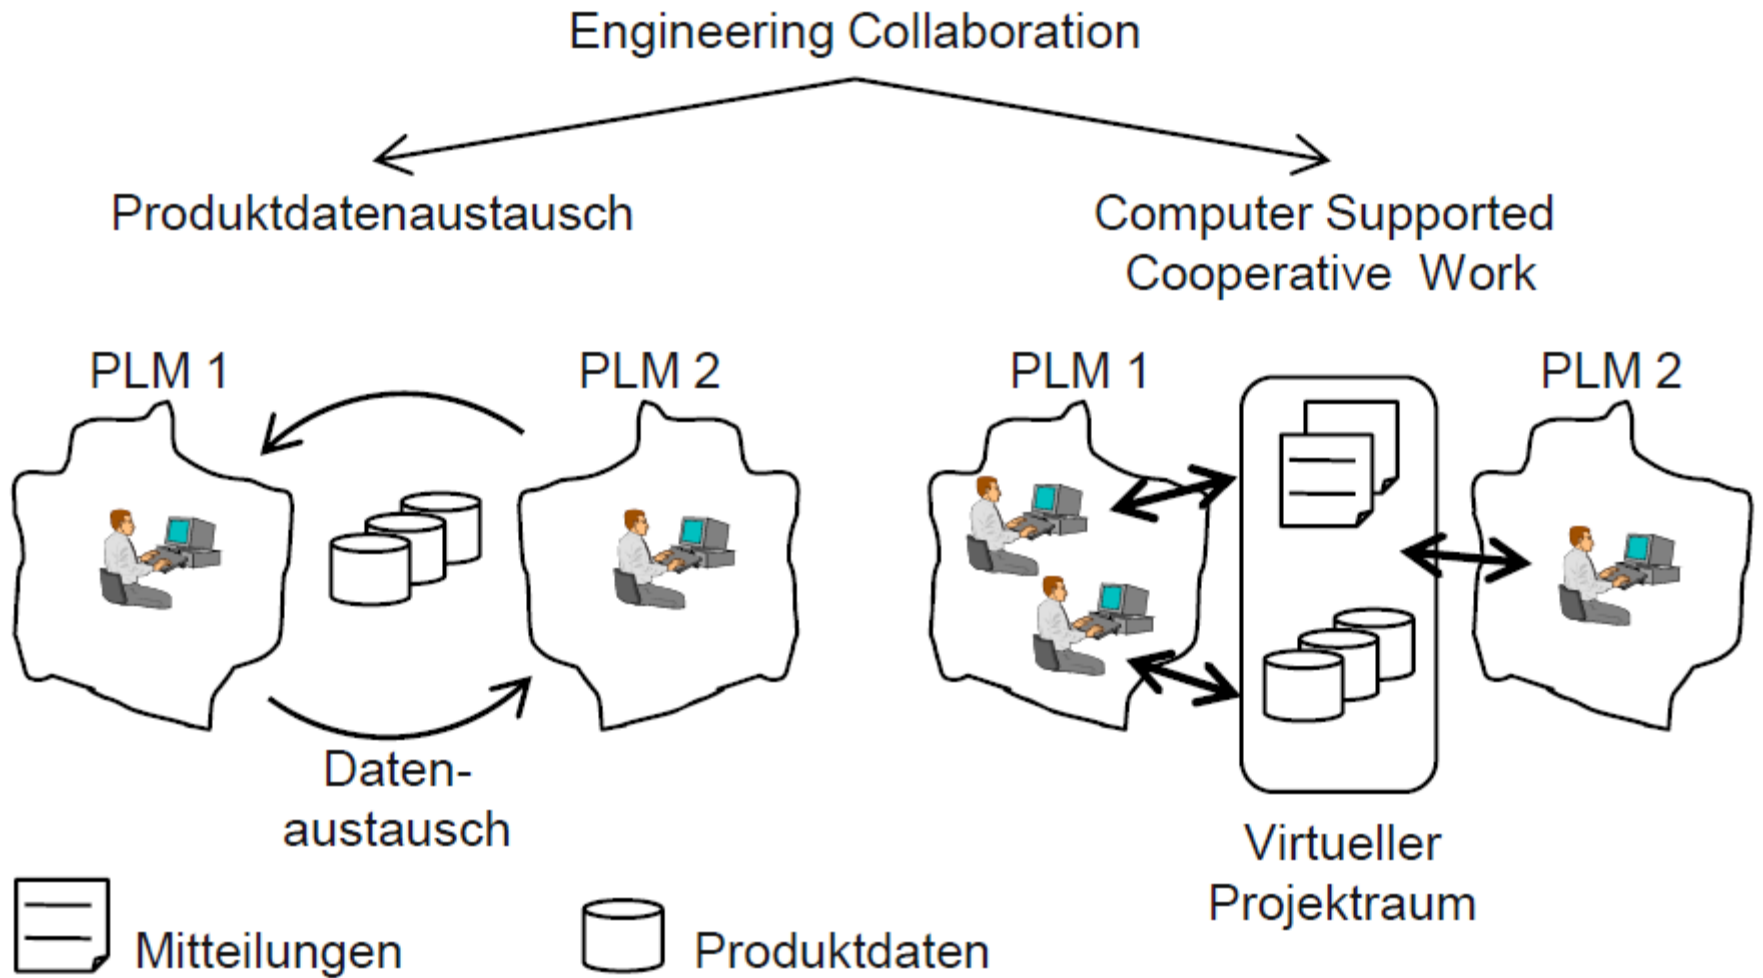 Engineering Collaboration
Produktdatenaustausch
Computer Supported
Cooperative Work
PLM 1
PLM 2
PLM 1
PLM 2
Daten-
austausch
Virtueller
Projektraum
Mitteilungen
Produktdaten